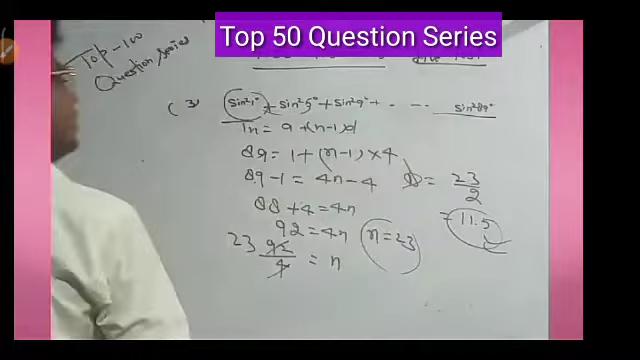 Top 50 Question Series
Top-100
Question series
(3) sin²1° + sin²5° + sin²9° + - - --- sin²89°
Tn = a + (n-1)d
89 = 1 + (n-1) × 4
89-1 = 4n-4
88+4 = 4n
92 = 4n
23 92/4 = n
n = 23
= 23/2
= 11.5